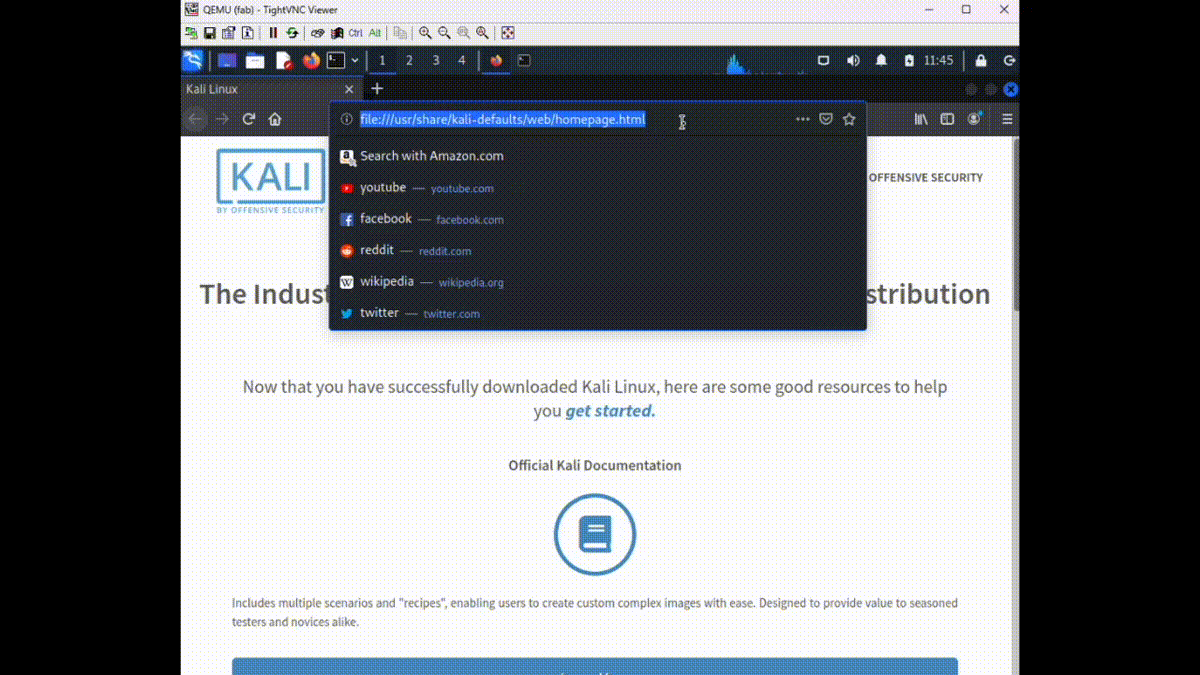 QEMU (fab) - TightVNC Viewer
Ctrl Alt
1 2 3 4 11:45
Kali Linux
file:///usr/share/kali-defaults/web/homepage.html
Search with Amazon.com
youtube — youtube.com
facebook — facebook.com
reddit — reddit.com
wikipedia — wikipedia.org
twitter — twitter.com
KALI
BY OFFENSIVE SECURITY
OFFENSIVE SECURITY
The Indust
stribution
Now that you have successfully downloaded Kali Linux, here are some good resources to help
you get started.
Official Kali Documentation
Includes multiple scenarios and "recipes", enabling users to create custom complex images with ease. Designed to provide value to seasoned
testers and novices alike.